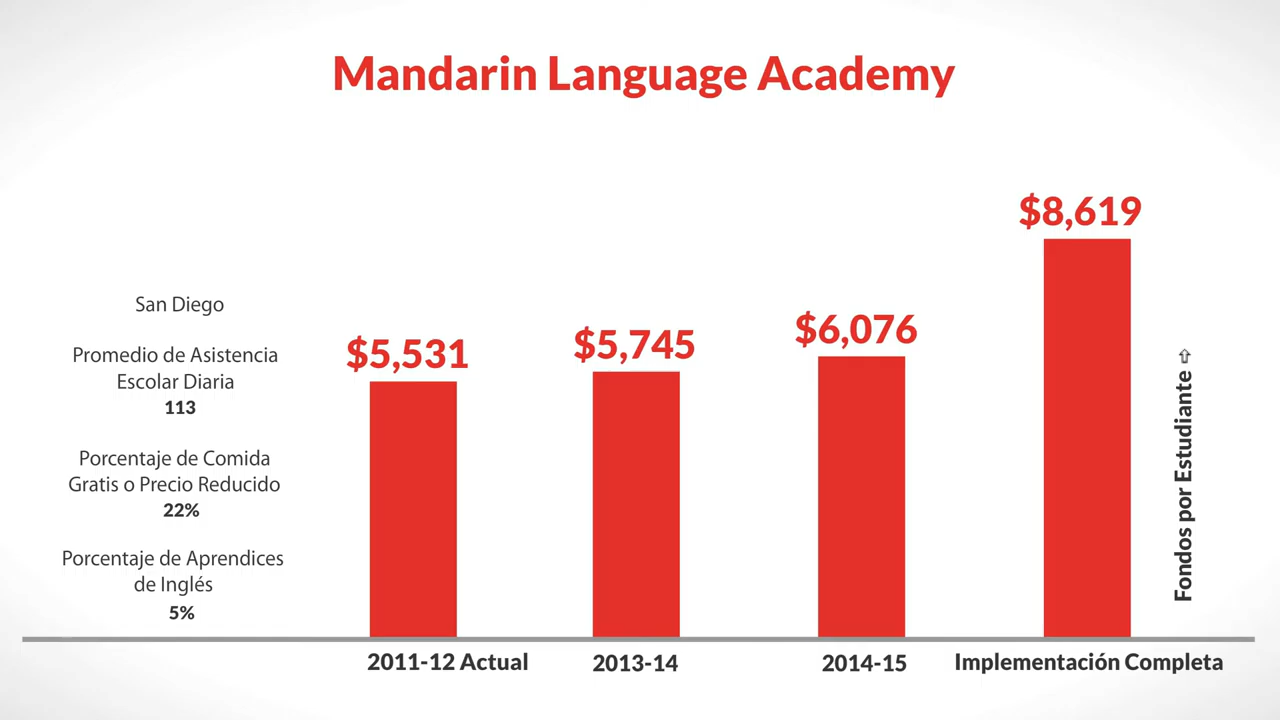 Mandarin Language Academy
San Diego
Promedio de Asistencia
Escolar Diaria
113
Porcentaje de Comida
Gratis o Precio Reducido
22%
Porcentaje de Aprendices
de Inglés
5%
$5,531
$5,745
$6,076
$8,619
2011-12 Actual
2013-14
2014-15
Implementación Completa
Fondos por Estudiante